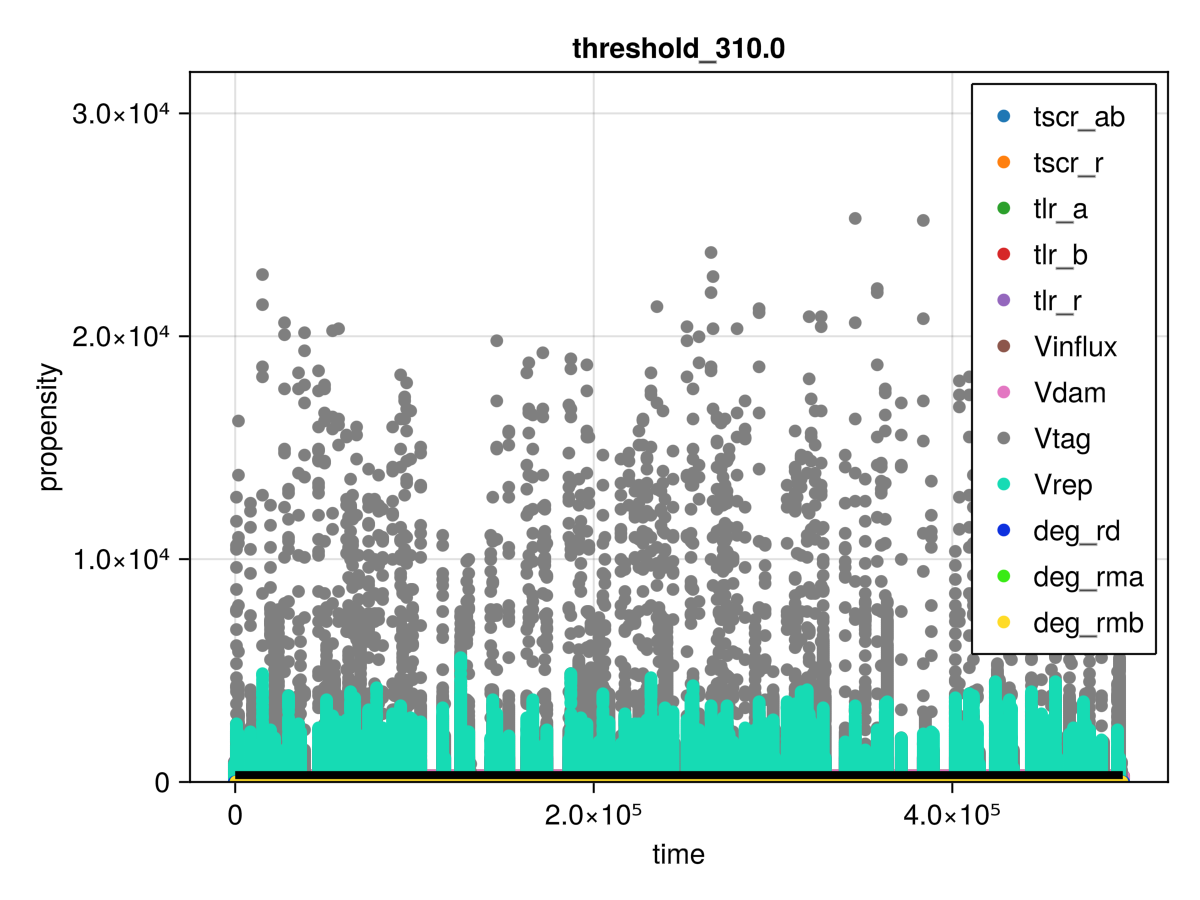 threshold_310.0
3.0×10⁴
2.0×10⁴
1.0×10⁴
0
propensity
0
2.0×10⁵
4.0×10⁵
time
tscr_ab
tscr_r
tlr_a
tlr_b
tlr_r
Vinflux
Vdam
Vtag
Vrep
deg_rd
deg_rma
deg_rmb